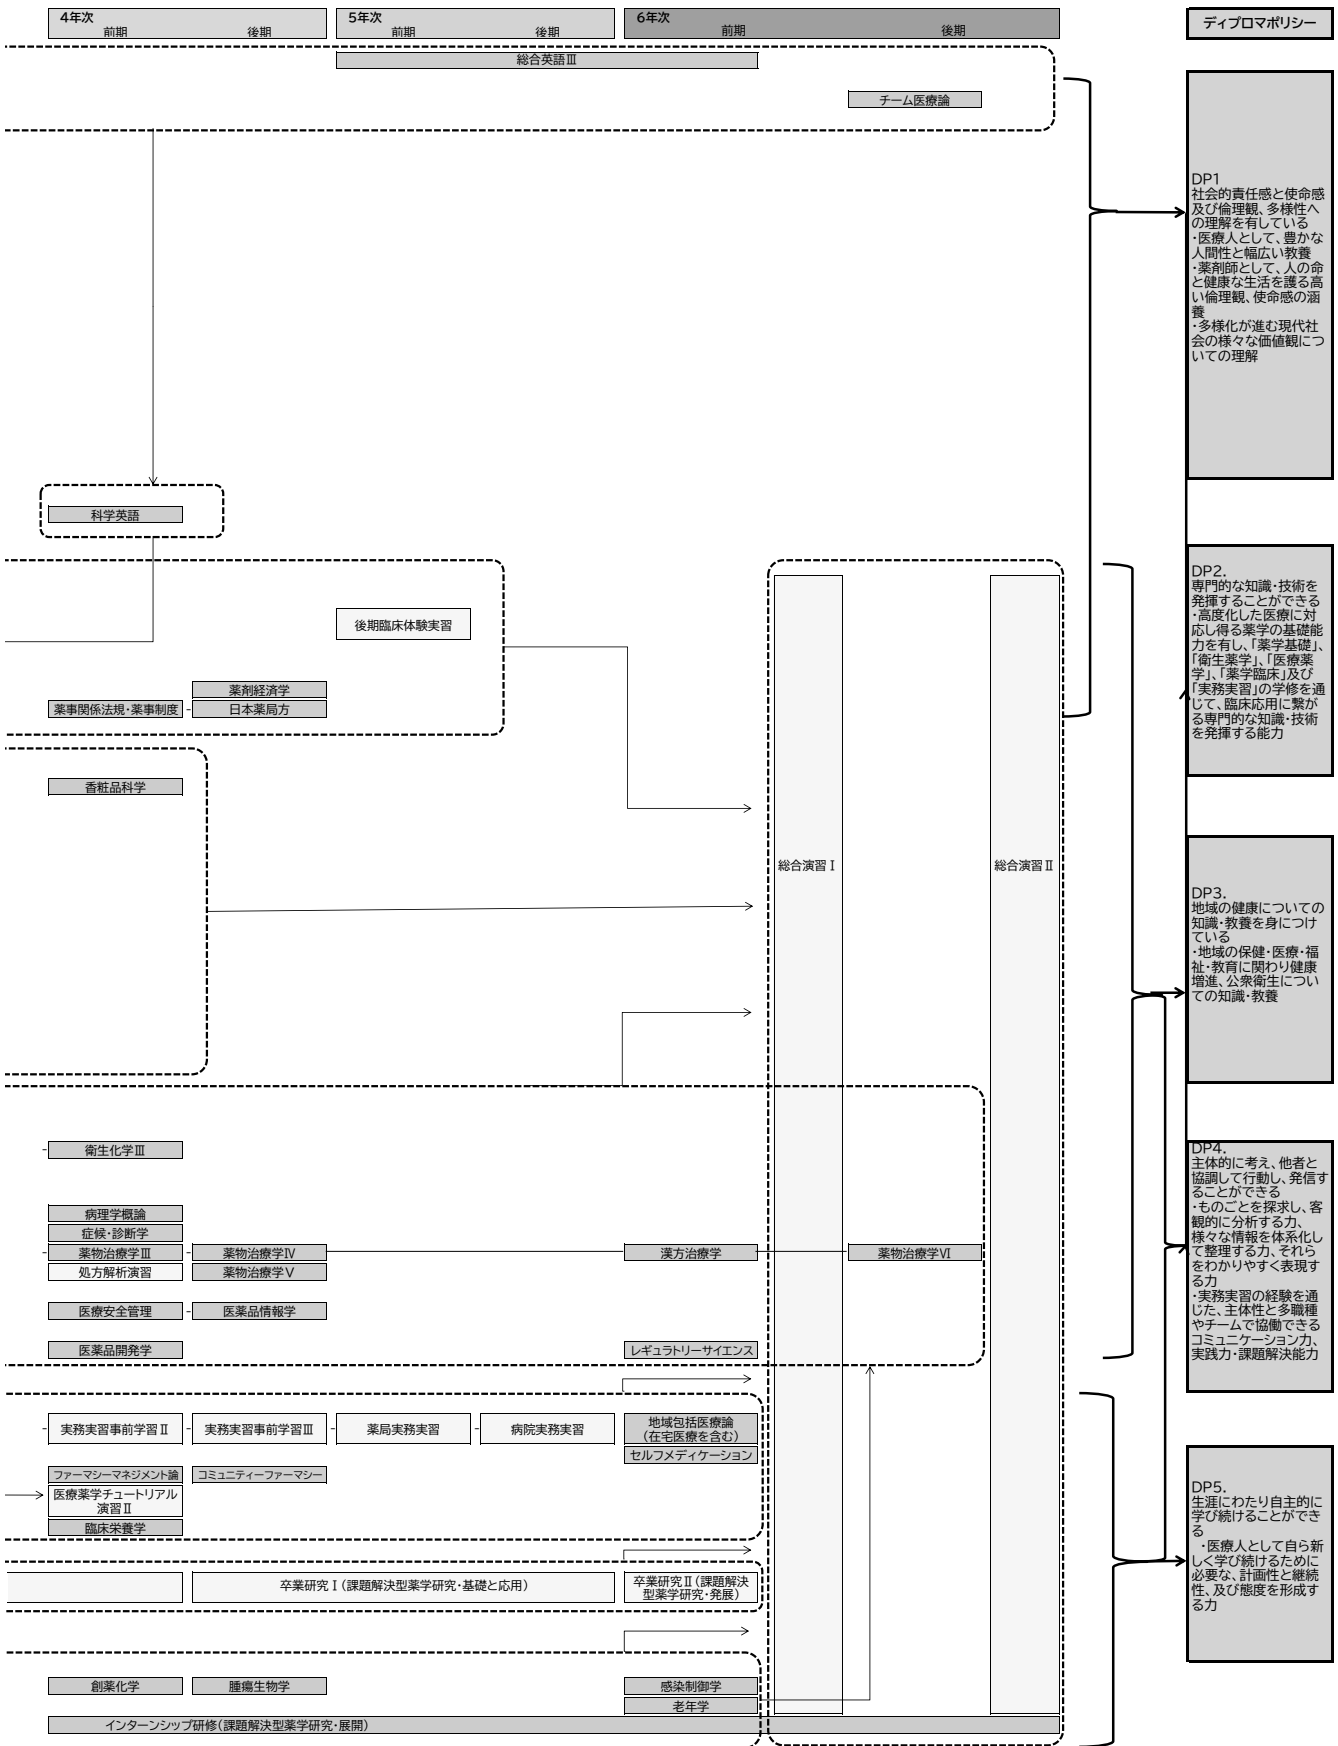 4年次
前期
後期
5年次
前期
後期
6年次
前期
後期
ディプロマポリシー
総合英語Ⅲ
チーム医療論
DP1
社会的責任感と使命感
及び倫理観、多様性へ
の理解を有している
・医療人として、豊かな
人間性と幅広い教養
・薬剤師として、人の命
と健康な生活を護る高
い倫理観、使命感の涵
養
・多様化が進む現代社
会の様々な価値観につ
いての理解
科学英語
後期臨床体験実習
薬剤経済学
薬事関係法規・薬事制度
日本薬局方
DP2.
専門的な知識・技術を
発揮することができる
・高度化した医療に対
応し得る薬学の基礎能
力を有し、「薬学基礎」、
「衛生薬学」、「医療薬
学」、「薬学臨床」及び
「実務実習」の学修を通
じて、臨床応用に繋が
る専門的な知識・技術
を発揮する能力
香粧品科学
総合演習Ⅰ
総合演習Ⅱ
DP3.
地域の健康についての
知識・教養を身につけ
ている
・地域の保健・医療・福
祉・教育に関わり健康
増進、公衆衛生につい
ての知識・教養
衛生化学Ⅲ
病理学概論
症候・診断学
薬物治療学Ⅲ
薬物治療学Ⅳ
漢方治療学
薬物治療学Ⅵ
処方解析演習
薬物治療学Ⅴ
医療安全管理
医薬品情報学
医薬品開発学
レギュラトリーサイエンス
DP4.
主体的に考え、他者と
協調して行動し、発信す
ることができる
・ものごとを探求し、客
観的に分析する力、
様々な情報を体系化し
て整理する力、それら
をわかりやすく表現す
る力
・実務実習の経験を通
じた、主体性と多職種
やチームで協働できる
コミュニケーション力、
実践力・課題解決能力
実務実習事前学習Ⅱ
実務実習事前学習Ⅲ
薬局実務実習
病院実務実習
地域包括医療論
（在宅医療を含む）
セルフメディケーション
ファーマシーマネジメント論
コミュニティーファーマシー
医療薬学チュートリアル
演習Ⅱ
臨床栄養学
DP5.
生涯にわたり自主的に
学び続けることができ
る
・医療人として自ら新
しく学び続けるために
必要な、計画性と継続
性、及び態度を形成す
る力
卒業研究Ⅰ（課題解決型薬学研究・基礎と応用）
卒業研究Ⅱ（課題解決
型薬学研究・発展）
創薬化学
腫瘍生物学
感染制御学
老年学
インターンシップ研修（課題解決型薬学研究・展開）